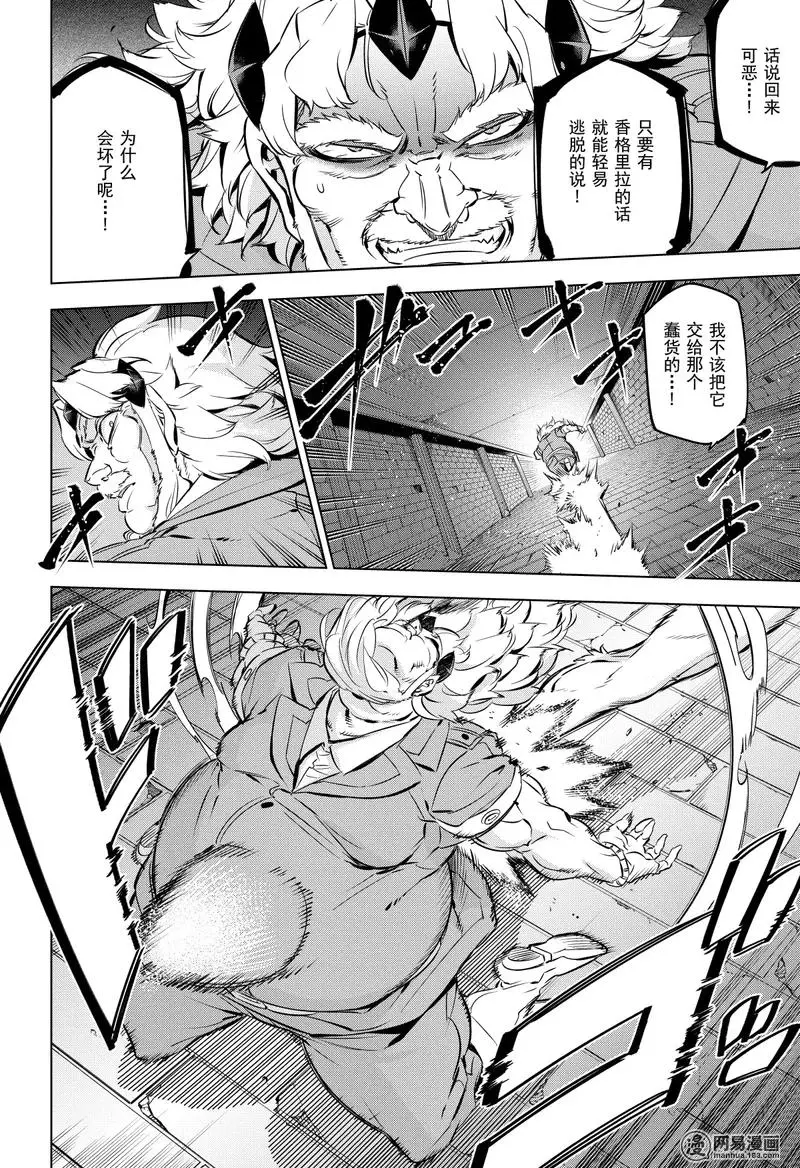 话说回来
可恶…！
只要有
香格里拉的话
就能轻易
逃脱的说！
为什么
会坏了呢…！
我不该把它
交给那个
蠢货的…！
网易漫画
manhua.163.com